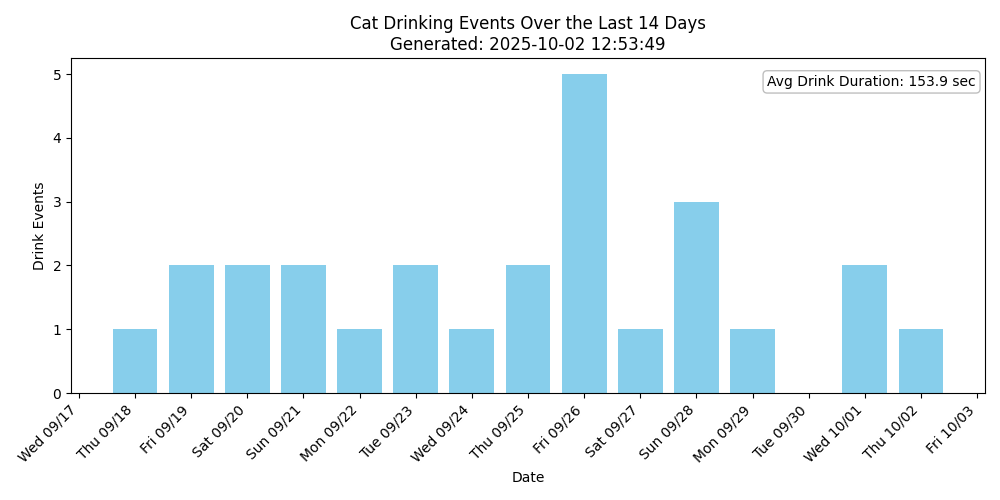 Cat Drinking Events Over the Last 14 Days
Generated: 2025-10-02 12:53:49
Avg Drink Duration: 153.9 sec
Drink Events
5
4
3
2
1
0
Wed 09/17
Thu 09/18
Fri 09/19
Sat 09/20
Sun 09/21
Mon 09/22
Tue 09/23
Wed 09/24
Thu 09/25
Fri 09/26
Sat 09/27
Sun 09/28
Mon 09/29
Tue 09/30
Wed 10/01
Thu 10/02
Fri 10/03
Date